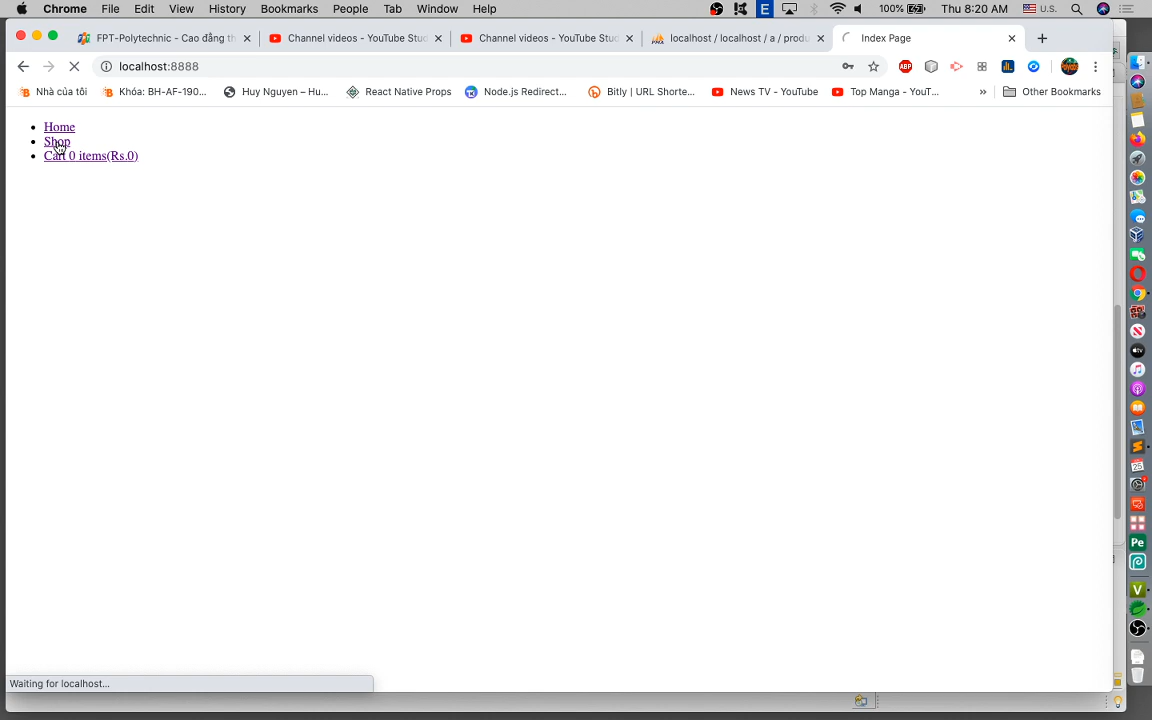 Chrome File Edit View History Bookmarks People Tab Window Help E 100% Thu 8:20 AM U.S.
FPT-Polytechnic - Cao đẳng th Channel videos - YouTube Stud Channel videos - YouTube Stud localhost / localhost / a / produ Index Page
localhost:8888 ABP
Nhà của tôi Khóa: BH-AF-190... Huy Nguyen – Hu... React Native Props Node.js Redirect... Bitly | URL Shorte... News TV - YouTube Top Manga - YouT... » Other Bookmarks
Home
Shop
Cart 0 items(Rs.0)
Waiting for localhost...